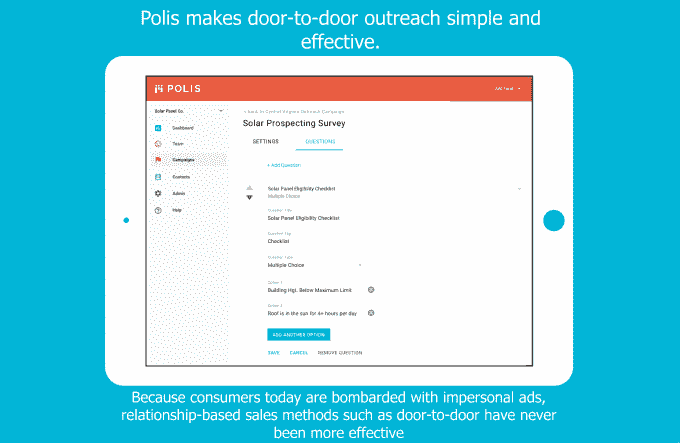 Polis makes door-to-door outreach simple and
effective.
POLIS
Solar Panel Co.
< Back to Central Virginia Outreach Campaign
Solar Prospecting Survey
Dashboard
SETTINGS QUESTIONS
Team
Campaigns
+ Add Question
Contacts
Solar Panel Eligibility Checklist
Admin
Multiple Choice
Help
Question Title
Solar Panel Eligibility Checklist
Question Tag
Checklist
Question Type
Multiple Choice
Option 1
Building Hgt. Below Maximum Limit
Option 2
Roof is in the sun for 4+ hours per day
ADD ANOTHER OPTION
SAVE CANCEL REMOVE QUESTION
Because consumers today are bombarded with impersonal ads,
relationship-based sales methods such as door-to-door have never
been more effective